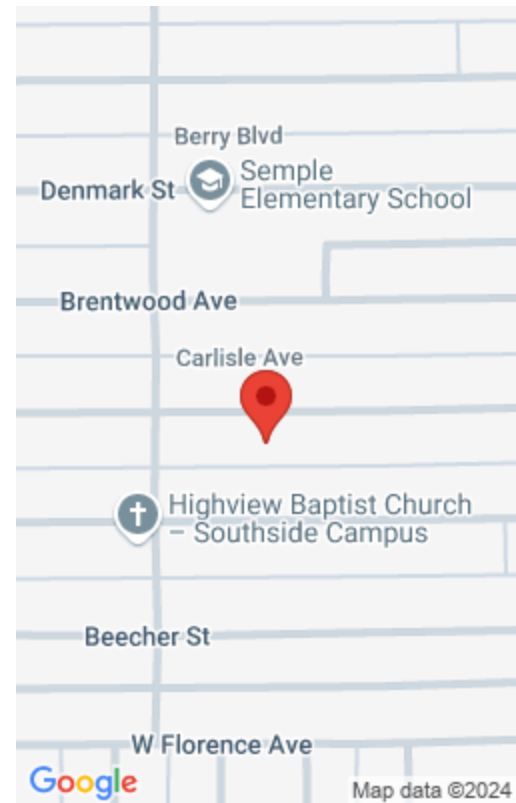 Berry Blvd
Denmark St
Semple
Elementary School
Brentwood Ave
Carlisle Ave
Highview Baptist Church
– Southside Campus
Beecher St
W Florence Ave
Google
Map data ©2024